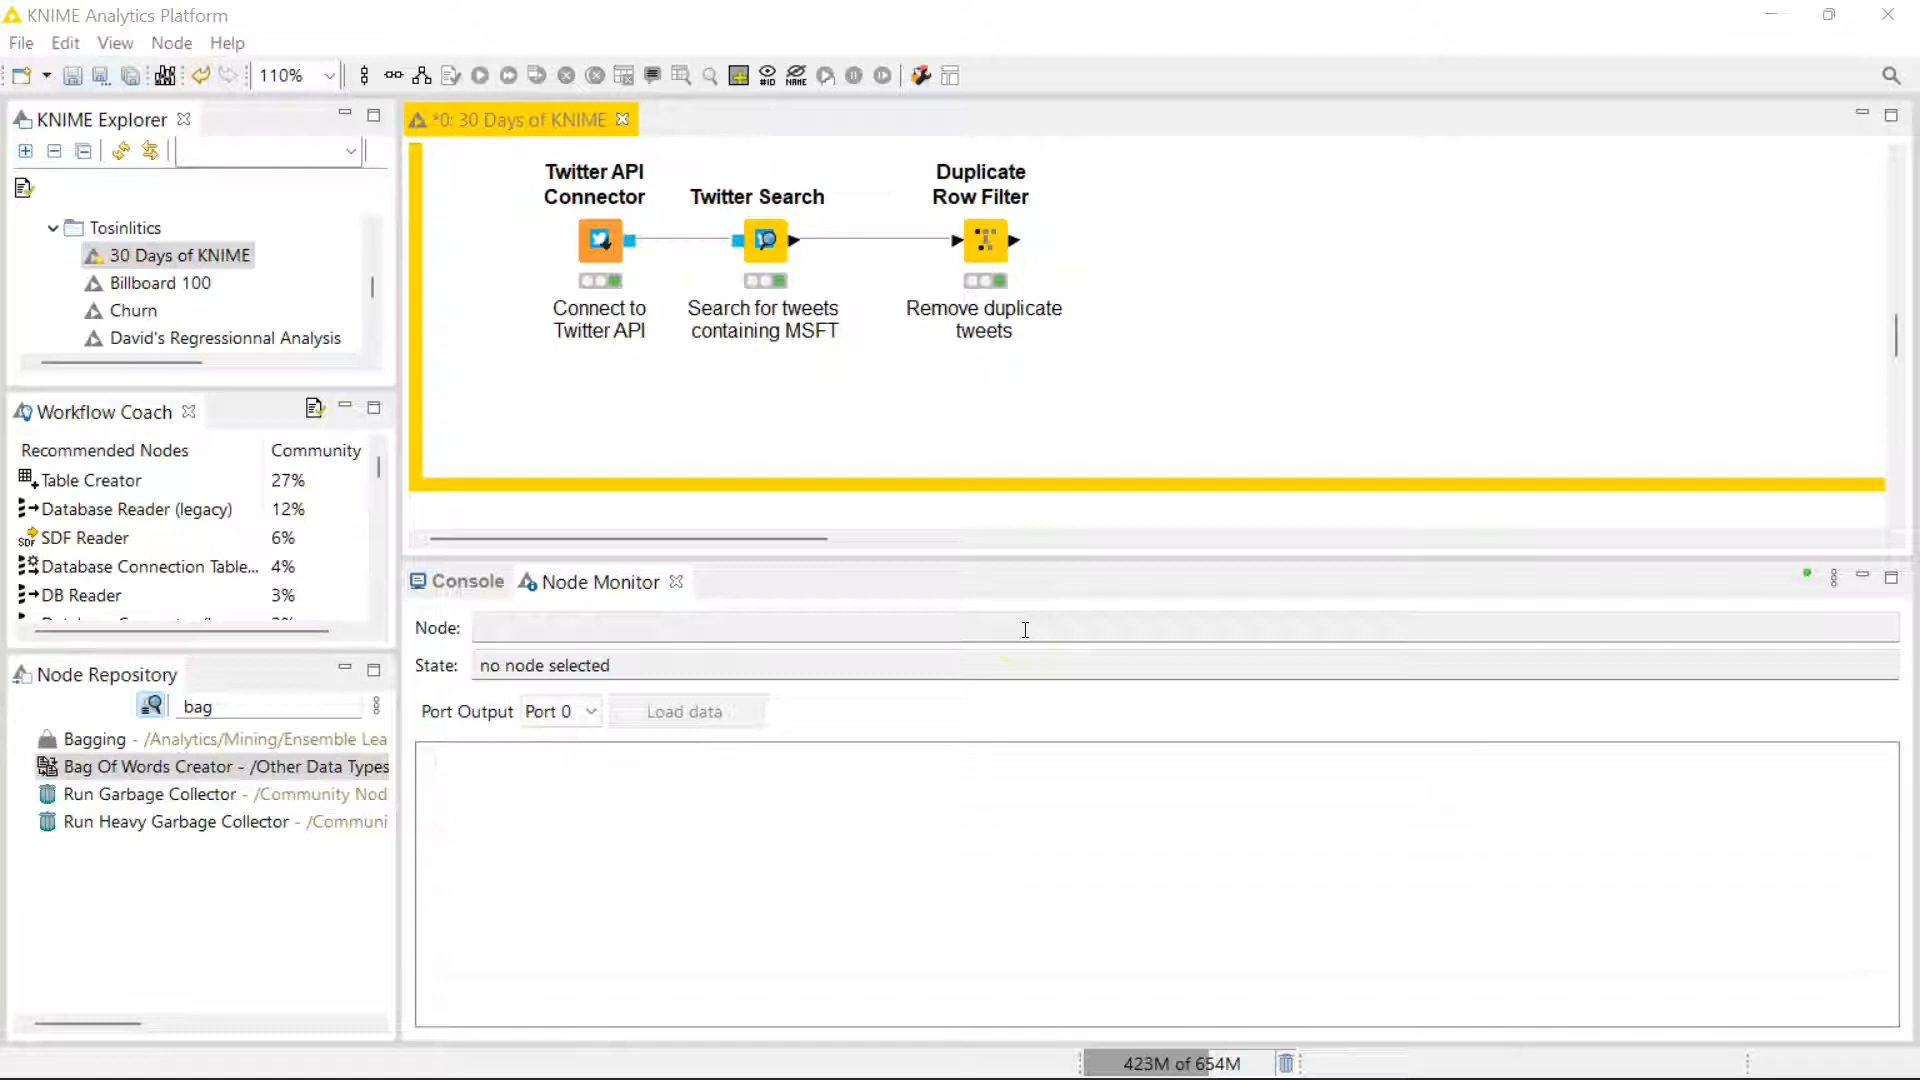 KNIME Analytics Platform
File Edit View Node Help
110%
#ID
NAME
KNIME Explorer
Tosinlitics
30 Days of KNIME
Billboard 100
Churn
David's Regressionnal Analysis
*0: 30 Days of KNIME
Twitter API
Connector
Twitter Search
Duplicate
Row Filter
Connect to
Twitter API
Search for tweets
containing MSFT
Remove duplicate
tweets
Workflow Coach
Recommended Nodes Community
Table Creator 27%
Database Reader (legacy) 12%
SDF SDF Reader 6%
Database Connection Table... 4%
DB Reader 3%
Console Node Monitor
Node:
State: no node selected
Port Output Port 0 Load data
Node Repository
bag
Bagging - /Analytics/Mining/Ensemble Lea
Bag Of Words Creator - /Other Data Types
Run Garbage Collector - /Community Nod
Run Heavy Garbage Collector - /Communi
423M of 654M